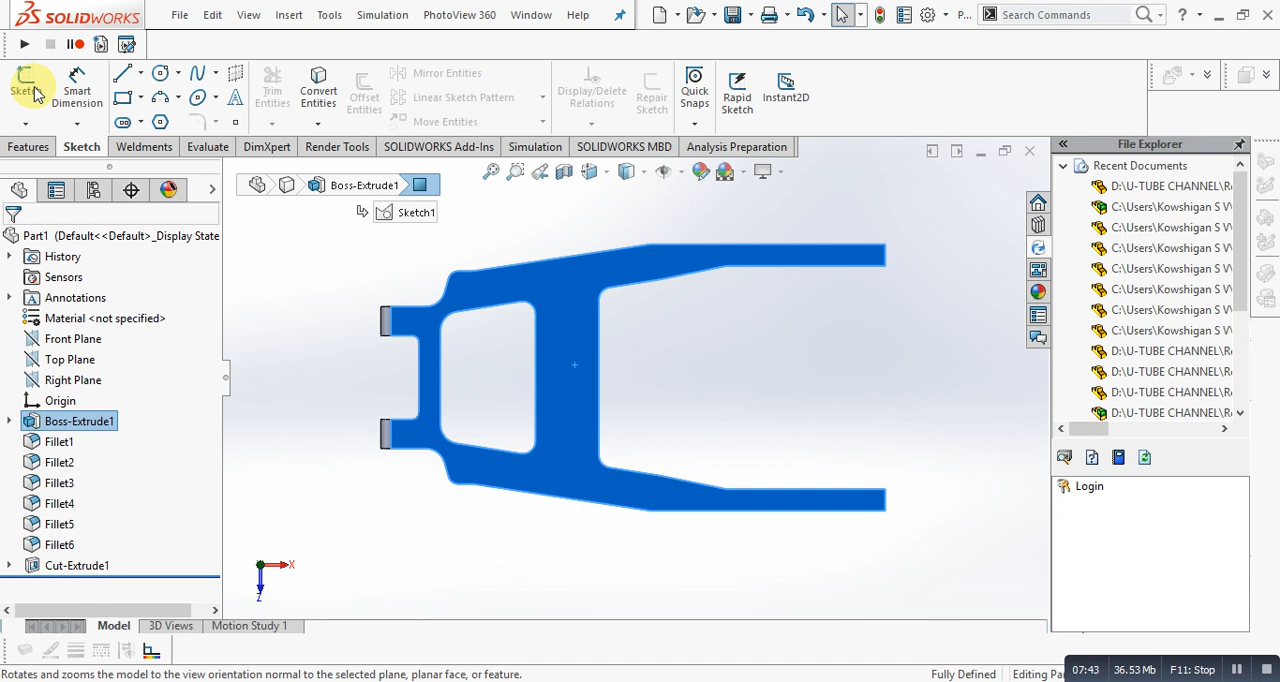 SOLIDWORKS File Edit View Insert Tools Simulation PhotoView 360 Window Help P... Search Commands ?
Sketch Smart Dimension Trim Entities Convert Entities Offset Entities Mirror Entities Linear Sketch Pattern Move Entities Display/Delete Relations Repair Sketch Quick Snaps Rapid Sketch Instant2D
Features Sketch Weldments Evaluate DimXpert Render Tools SOLIDWORKS Add-Ins Simulation SOLIDWORKS MBD Analysis Preparation
File Explorer
Boss-Extrude1
Sketch1
Part1 (Default<<Default>_Display State
History
Sensors
Annotations
Material <not specified>
Front Plane
Top Plane
Right Plane
Origin
Boss-Extrude1
Fillet1
Fillet2
Fillet3
Fillet4
Fillet5
Fillet6
Cut-Extrude1
X
Z
Recent Documents
D:\U-TUBE CHANNEL\R
C:\Users\Kowshigan S V
C:\Users\Kowshigan S V
C:\Users\Kowshigan S V
C:\Users\Kowshigan S V
C:\Users\Kowshigan S V
C:\Users\Kowshigan S V
C:\Users\Kowshigan S V
D:\U-TUBE CHANNEL\R
D:\U-TUBE CHANNEL\R
D:\U-TUBE CHANNEL\R
D:\U-TUBE CHANNEL\R
Login
Model 3D Views Motion Study 1
Rotates and zooms the model to the view orientation normal to the selected plane, planar face, or feature. Fully Defined Editing Pa
07:43 36.53 Mb F11: Stop